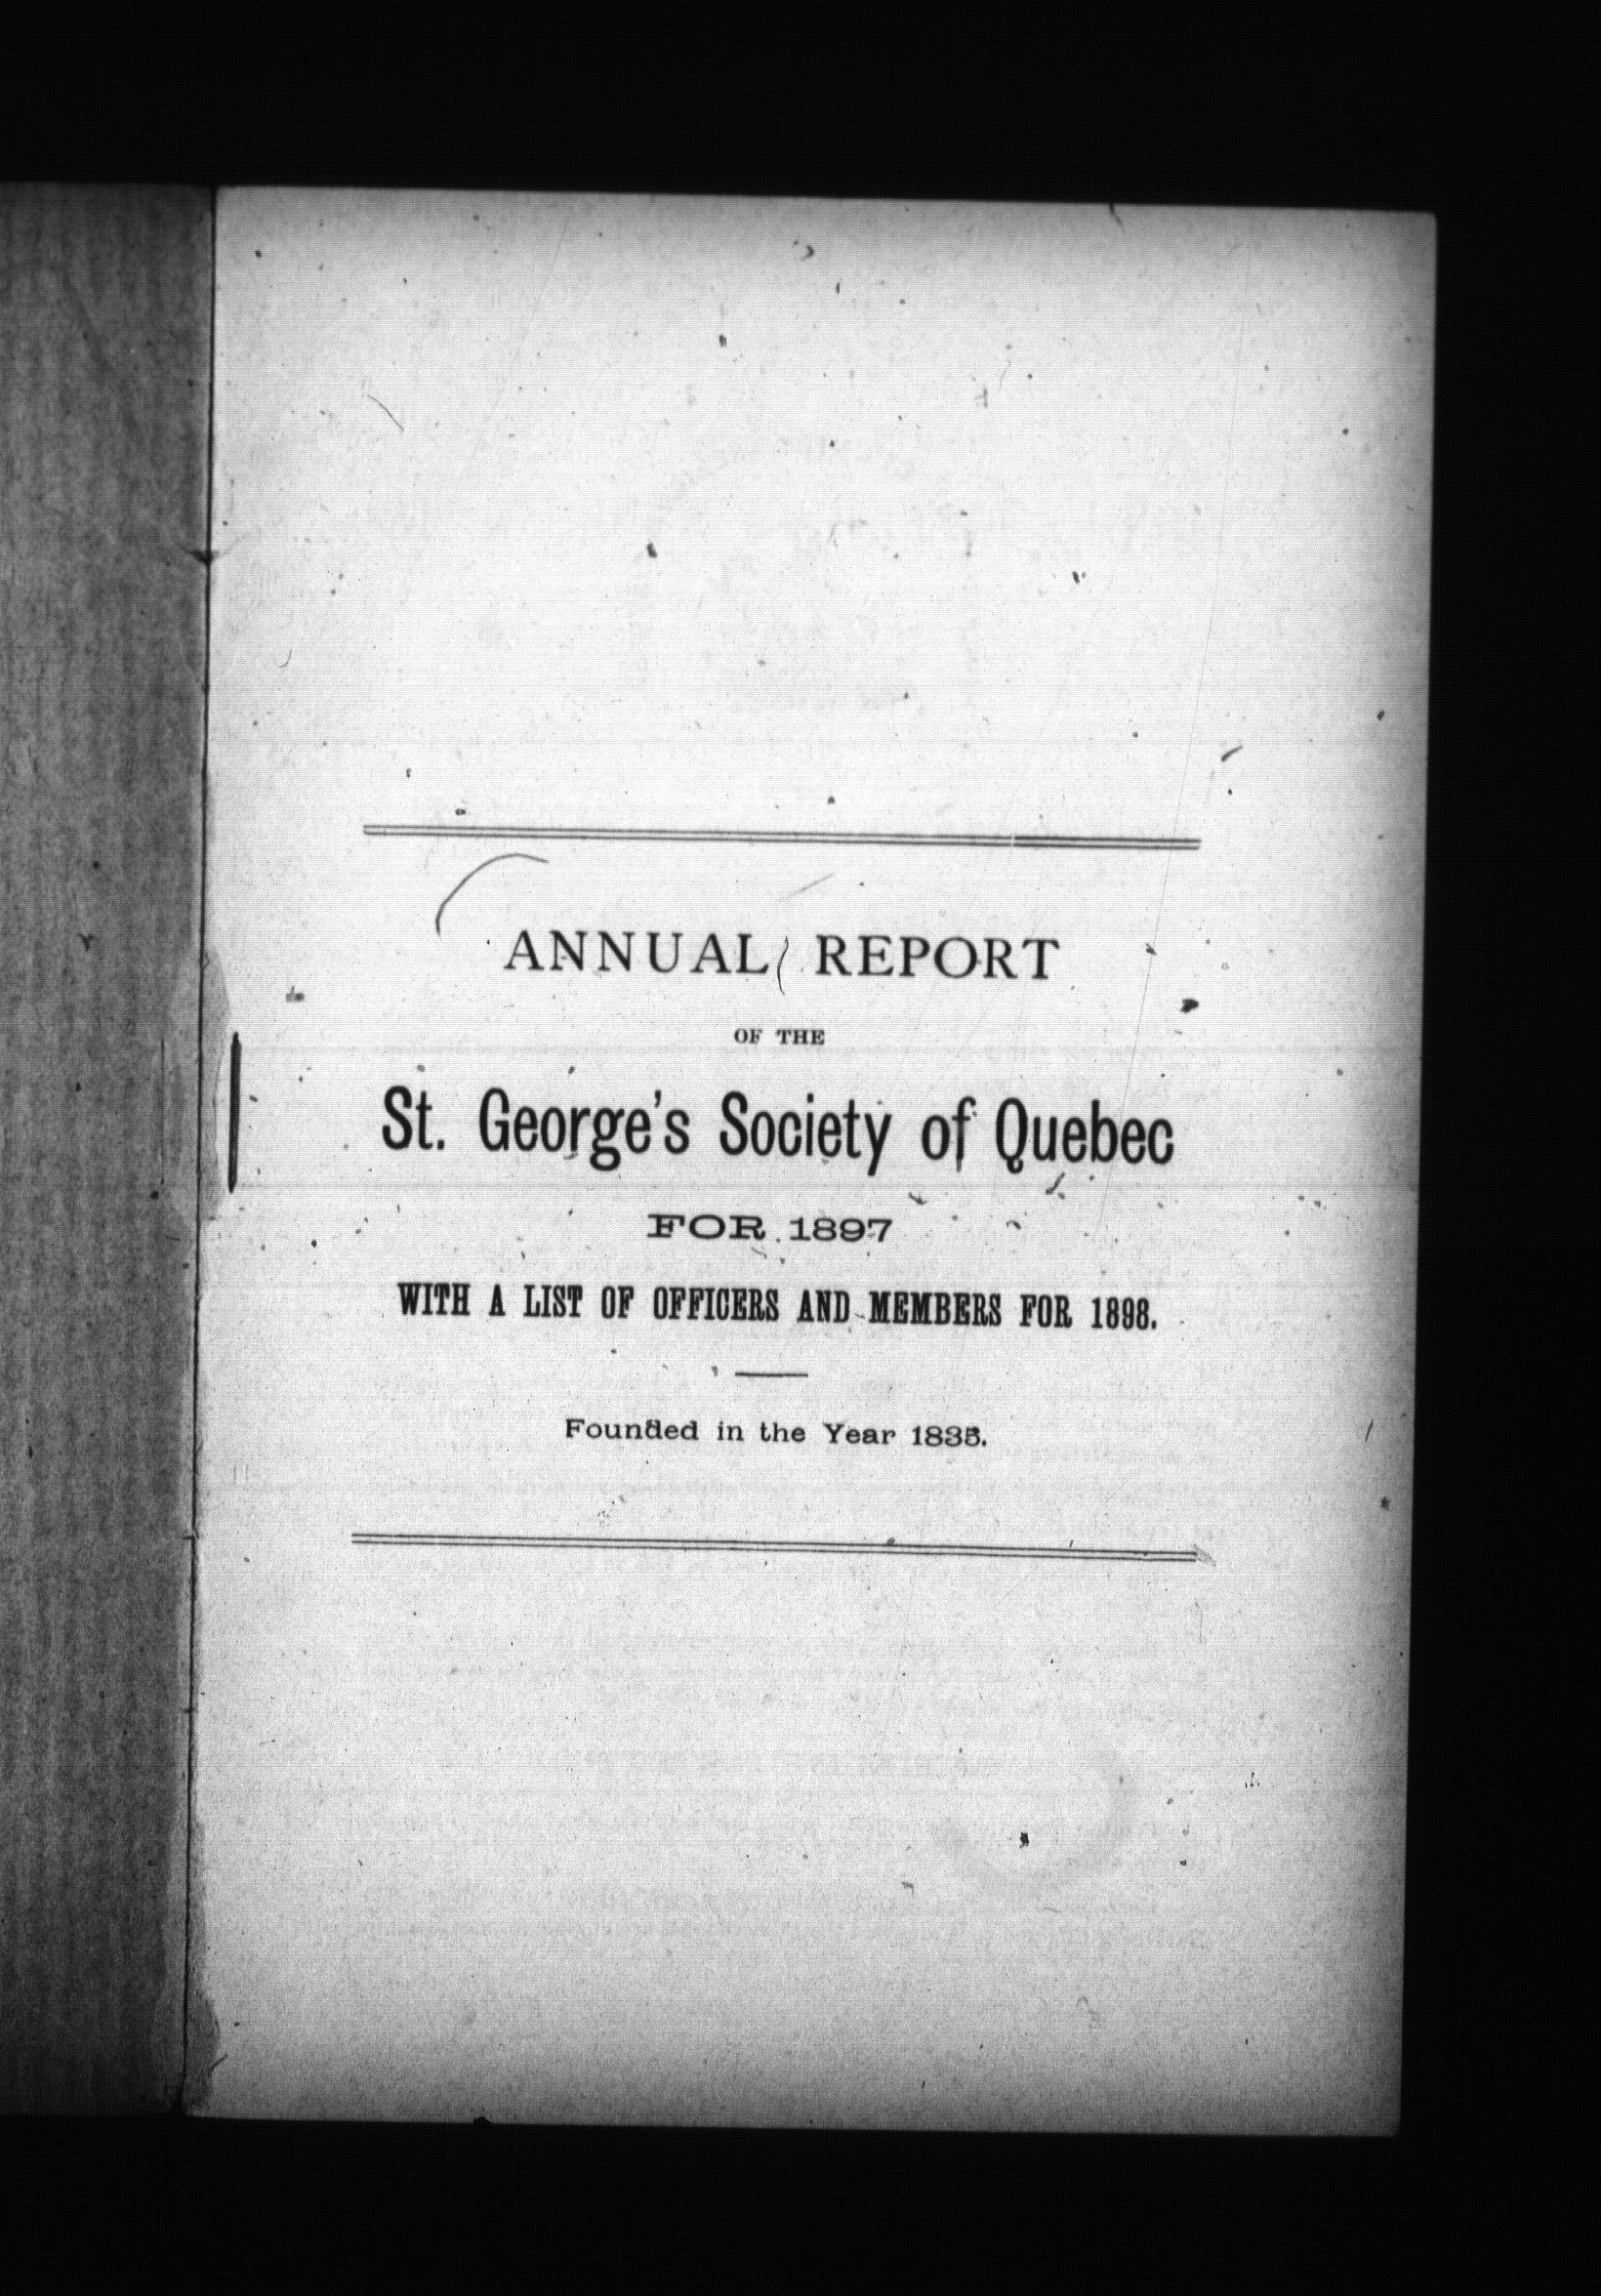 ANNUAL REPORT
OF THE
St. George's Society of Quebec
FOR 1897
WITH A LIST OF OFFICERS AND MEMBERS FOR 1898.
Founded in the Year 1835.